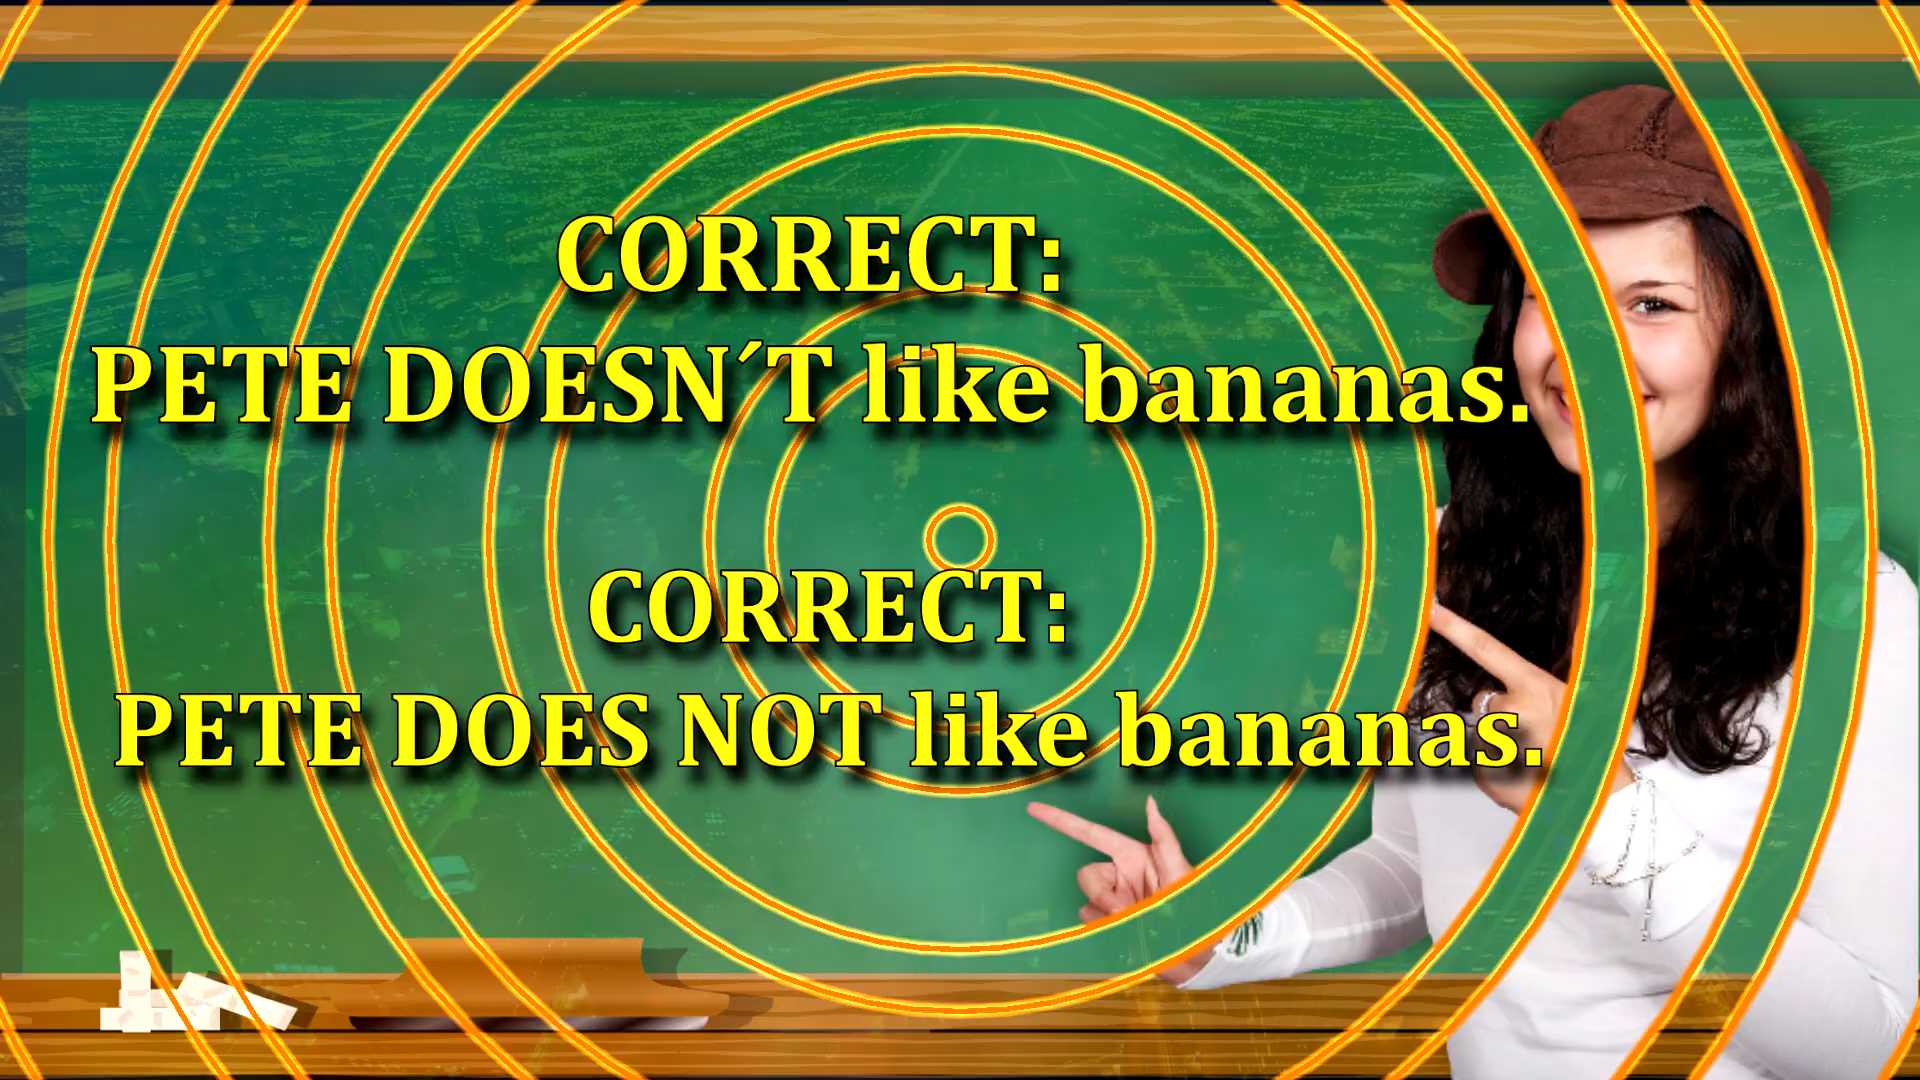 CORRECT:
PETE DOESN´T like bananas.
CORRECT:
PETE DOES NOT like bananas.